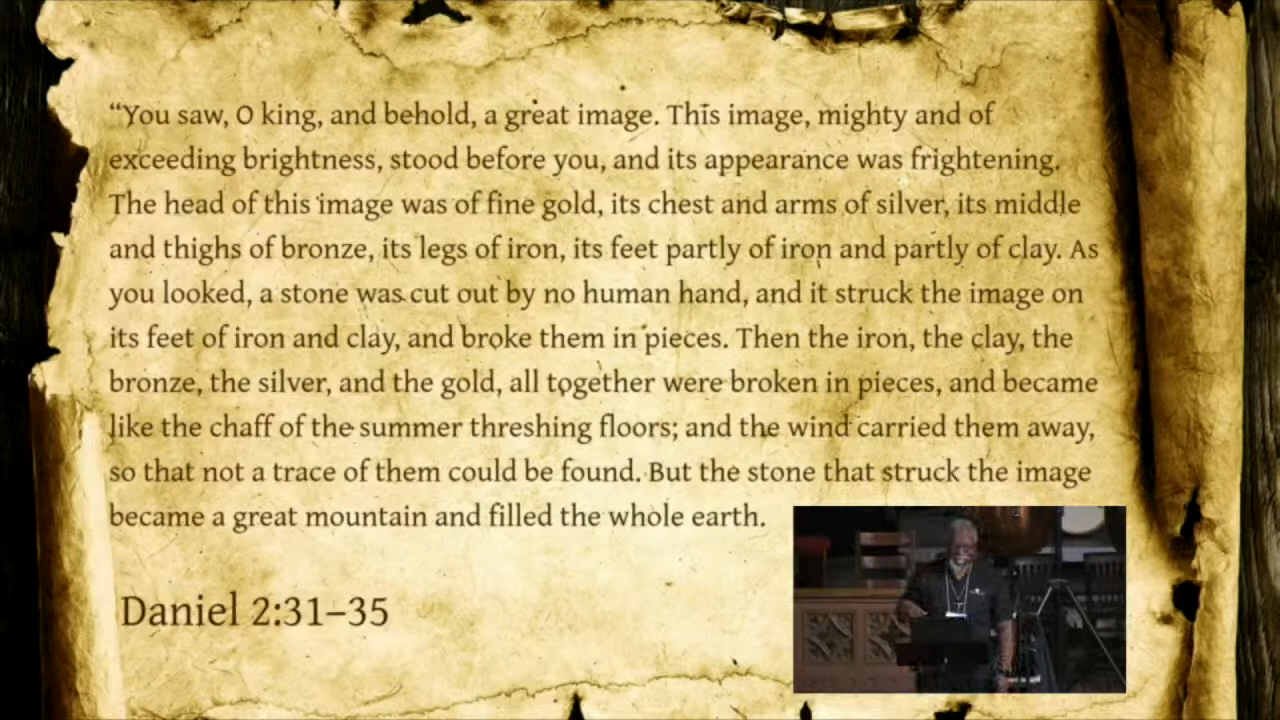 “You saw, O king, and behold, a great image. This image, mighty and of
exceeding brightness, stood before you, and its appearance was frightening.
The head of this image was of fine gold, its chest and arms of silver, its middle
and thighs of bronze, its legs of iron, its feet partly of iron and partly of clay. As
you looked, a stone was cut out by no human hand, and it struck the image on
its feet of iron and clay, and broke them in pieces. Then the iron, the clay, the
bronze, the silver, and the gold, all together were broken in pieces, and became
like the chaff of the summer threshing floors; and the wind carried them away,
so that not a trace of them could be found. But the stone that struck the image
became a great mountain and filled the whole earth.
Daniel 2:31–35